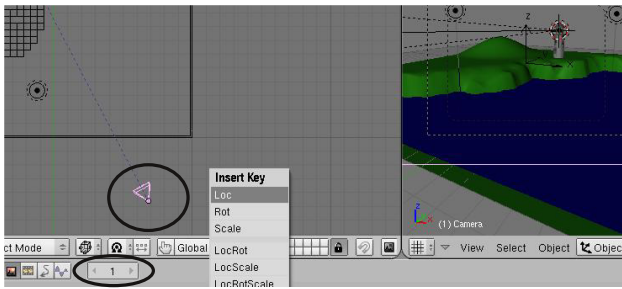 z
Insert Key
Loc
Rot
Scale
LocRot
LocScale
LocRotScale
z
x
(1) Camera
ct Mode
Global
View Select Object Objec
1